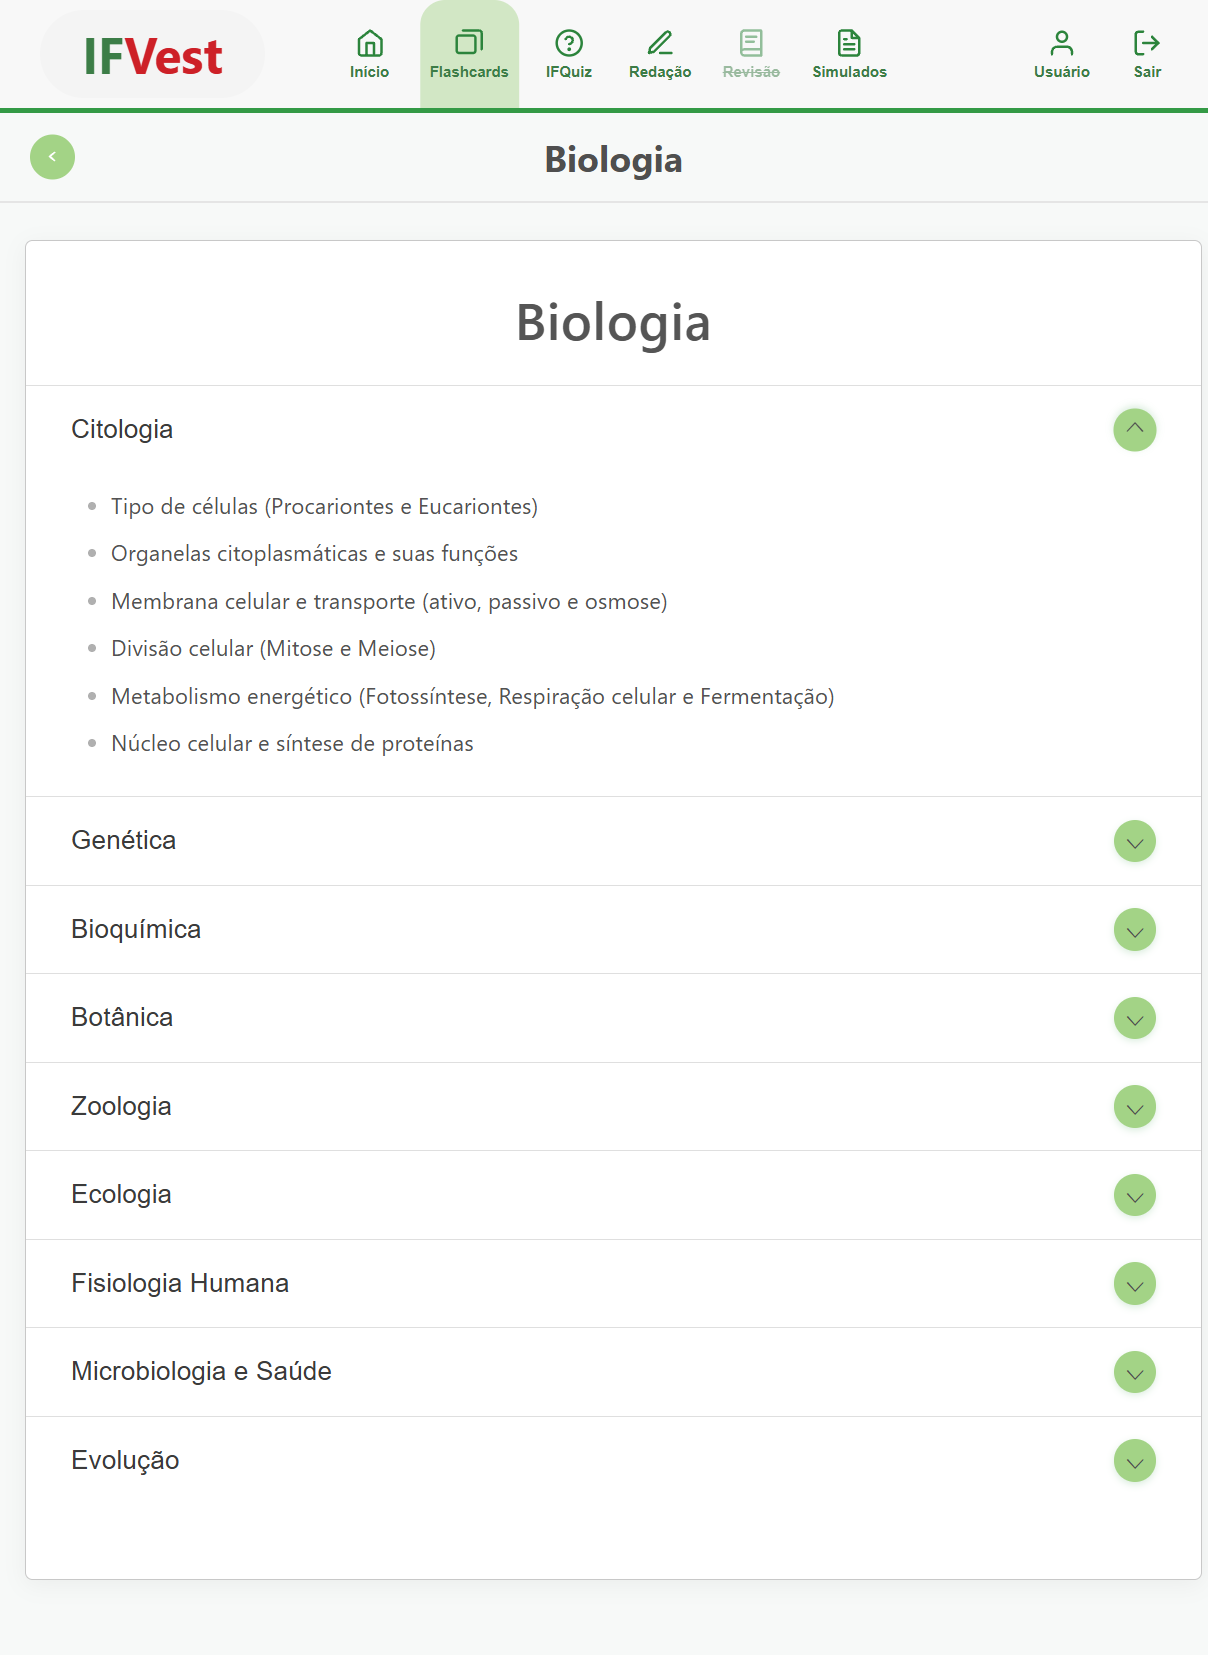 IFVest
Início
Flashcards
IFQuiz
Redação
Revisão
Simulados
Usuário
Sair
Biologia
Biologia
Citologia
Tipo de células (Procariontes e Eucariontes)
Organelas citoplasmáticas e suas funções
Membrana celular e transporte (ativo, passivo e osmose)
Divisão celular (Mitose e Meiose)
Metabolismo energético (Fotossíntese, Respiração celular e Fermentação)
Núcleo celular e síntese de proteínas
Genética
Bioquímica
Botânica
Zoologia
Ecologia
Fisiologia Humana
Microbiologia e Saúde
Evolução